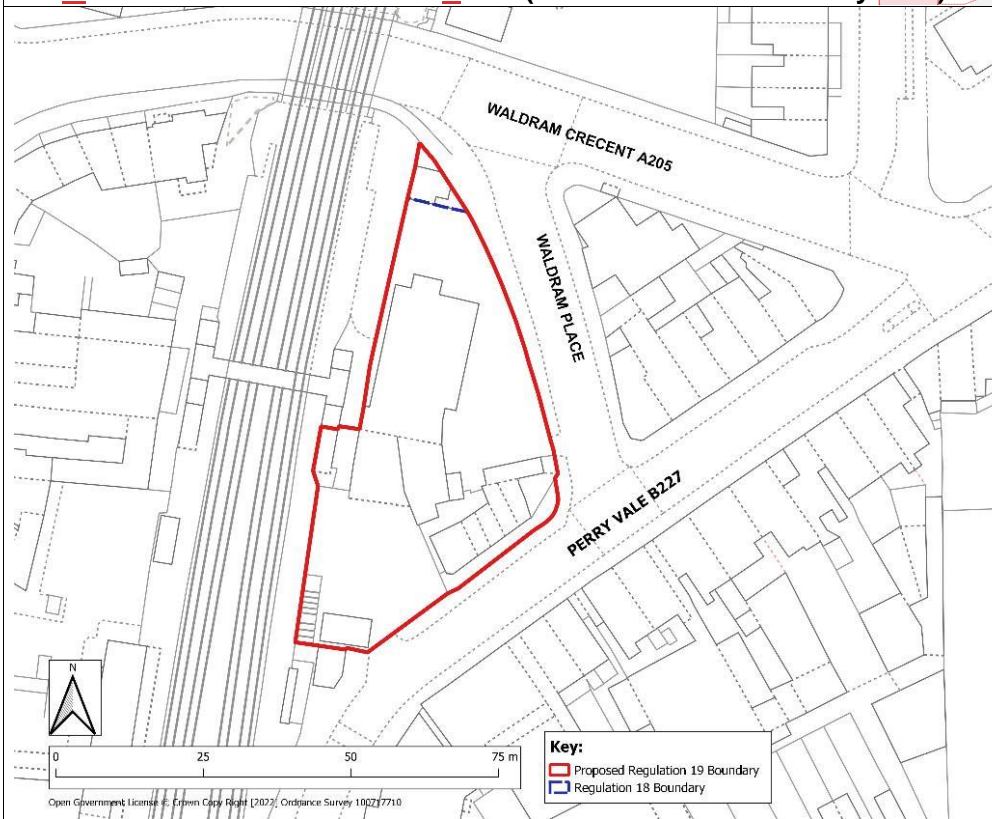 WALDRAM CRECENT A205
WALDRAM PLACE
PERRY VALE B227
N
0 25 50 75 m
Key:
Proposed Regulation 19 Boundary
Regulation 18 Boundary
Open Government License © Crown Copy Right [2022] Ordnance Survey 100717710